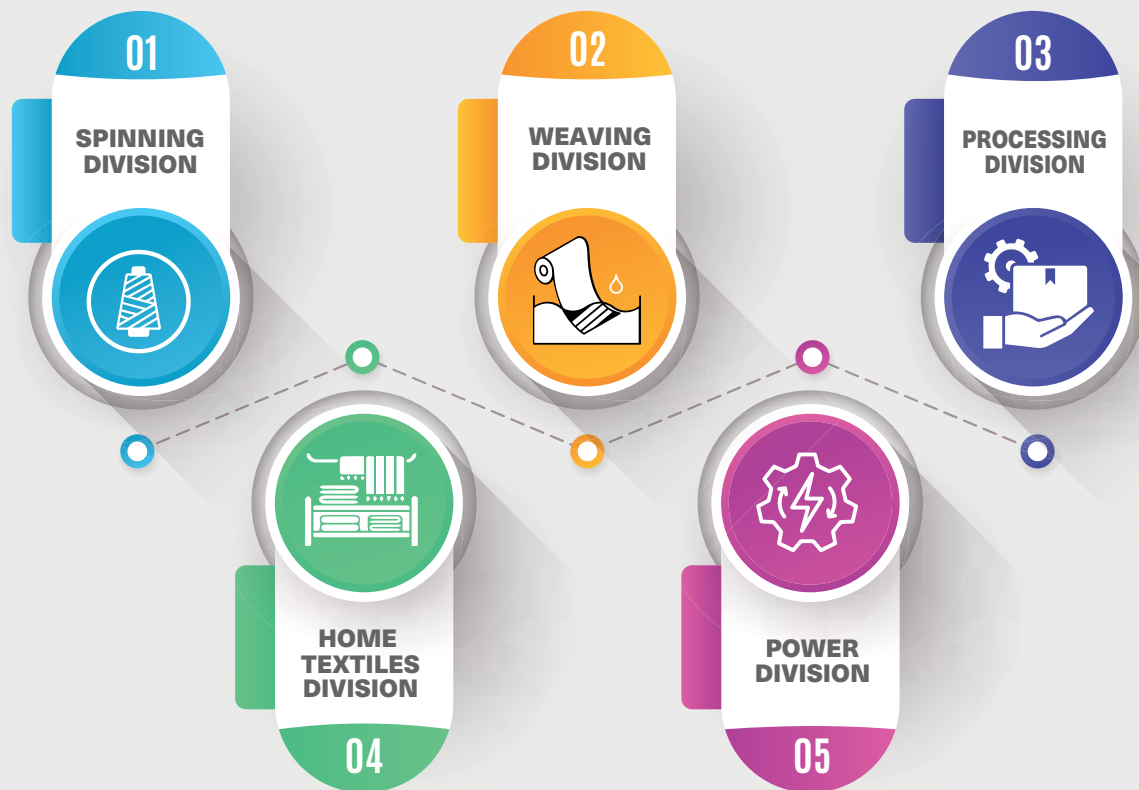 01
SPINNING
DIVISION
02
WEAVING
DIVISION
03
PROCESSING
DIVISION
HOME
TEXTILES
DIVISION
04
POWER
DIVISION
05